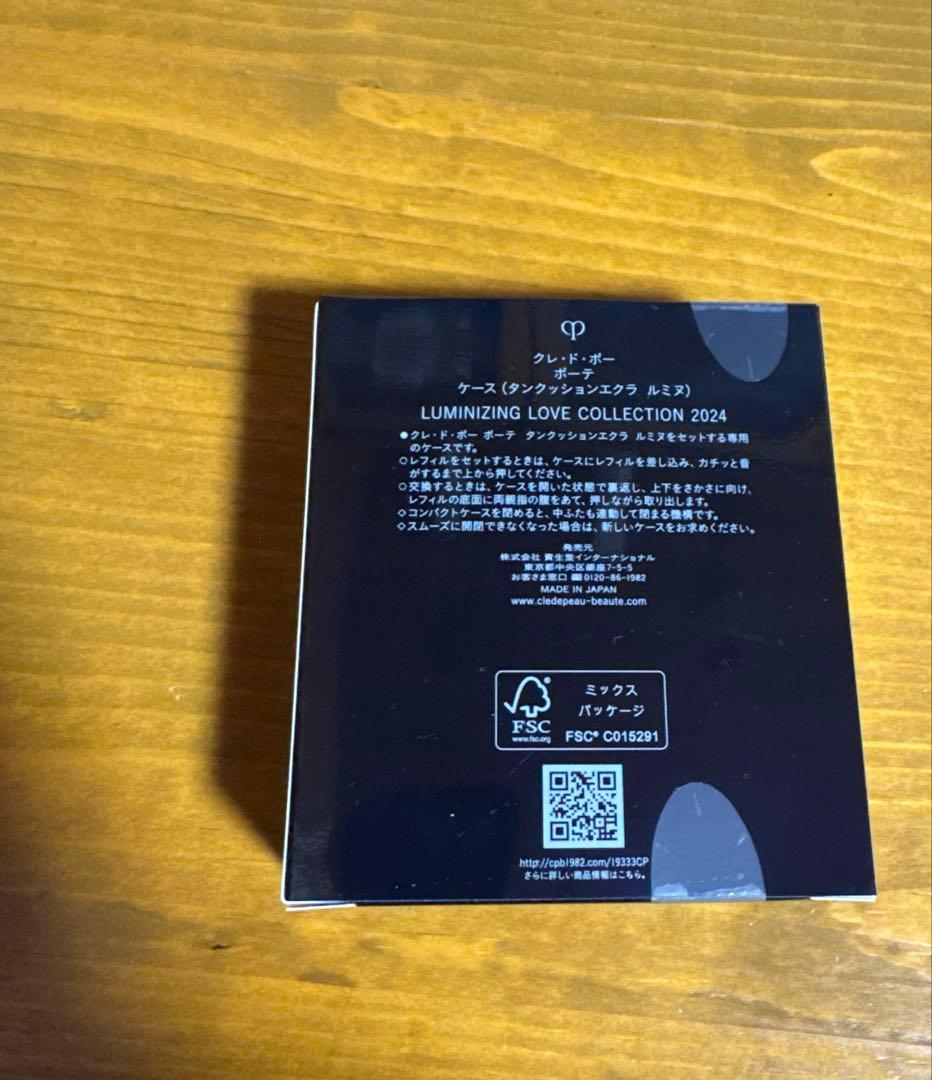 クレ・ド・ポー
ボーテ
ケース(タンクッションエクラ ルミヌ)
LUMINIZING LOVE COLLECTION 2024
●クレ・ド・ポー ボーテ タンクッションエクラ ルミヌをセットする専用
のケースです。
○レフィルをセットするときは、ケースにレフィルを差し込み、カチッと音
がするまで上から押してください。
○交換するときは、ケースを開いた状態で裏返し、上下をさかさに向け、
レフィルの底面に両親指の腹をあて、押しながら取り出します。
◇コンパクトケースを閉めると、中ぶたも連動して閉まる機構です。
◇スムーズに開閉できなくなった場合は、新しいケースをお求めください。
発売元
株式会社 資生堂インターナショナル
東京都中央区銀座7-5-5
お客さま窓口 0120-86-1982
MADE IN JAPAN
www.cledepeau-beaute.com
ミックス
パッケージ
FSC
www.fsc.org
FSC® C015291
http://cpb1982.com/19333CP
さらに詳しい商品情報はこちら。